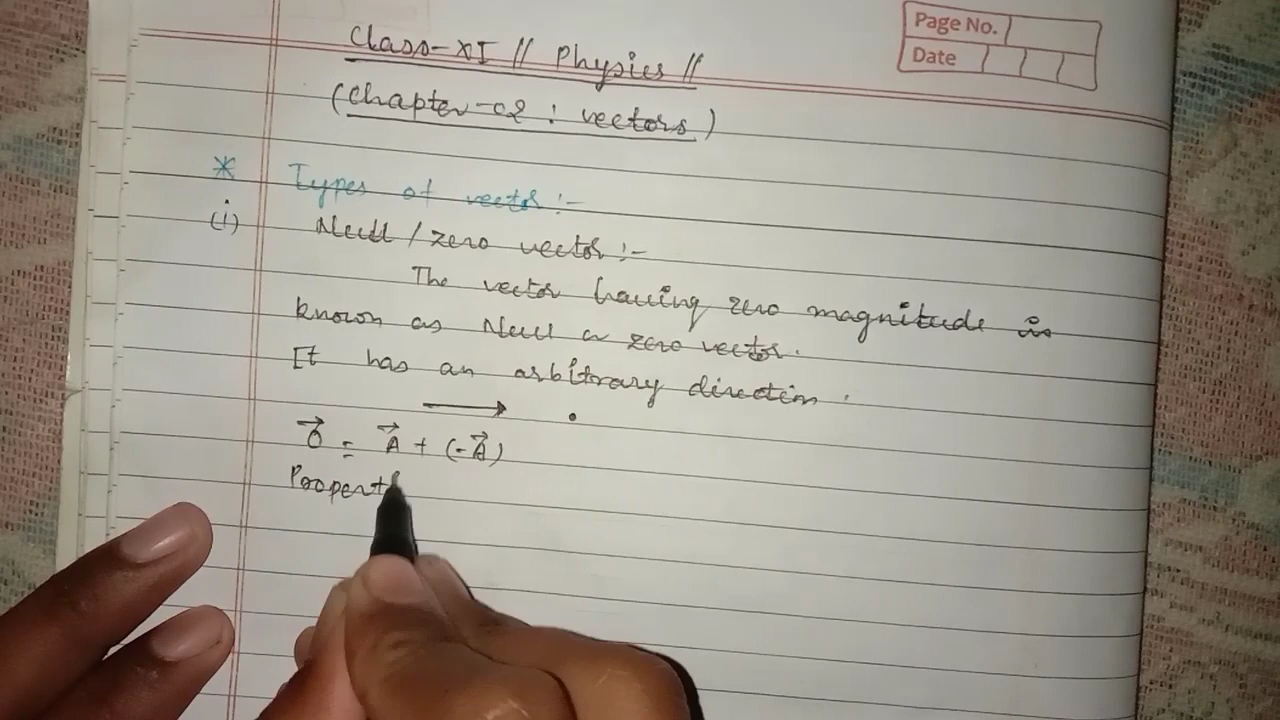 Page No.
Date
Class-XI // Physics //
(Chapter-02 : vectors)
* Types of vector:-
(i) Null / zero vector:-
The vector having zero magnitude is
known as Null or zero vector.
It has an arbitrary direction.
0⃗ = A⃗ + (-A⃗)
Propert